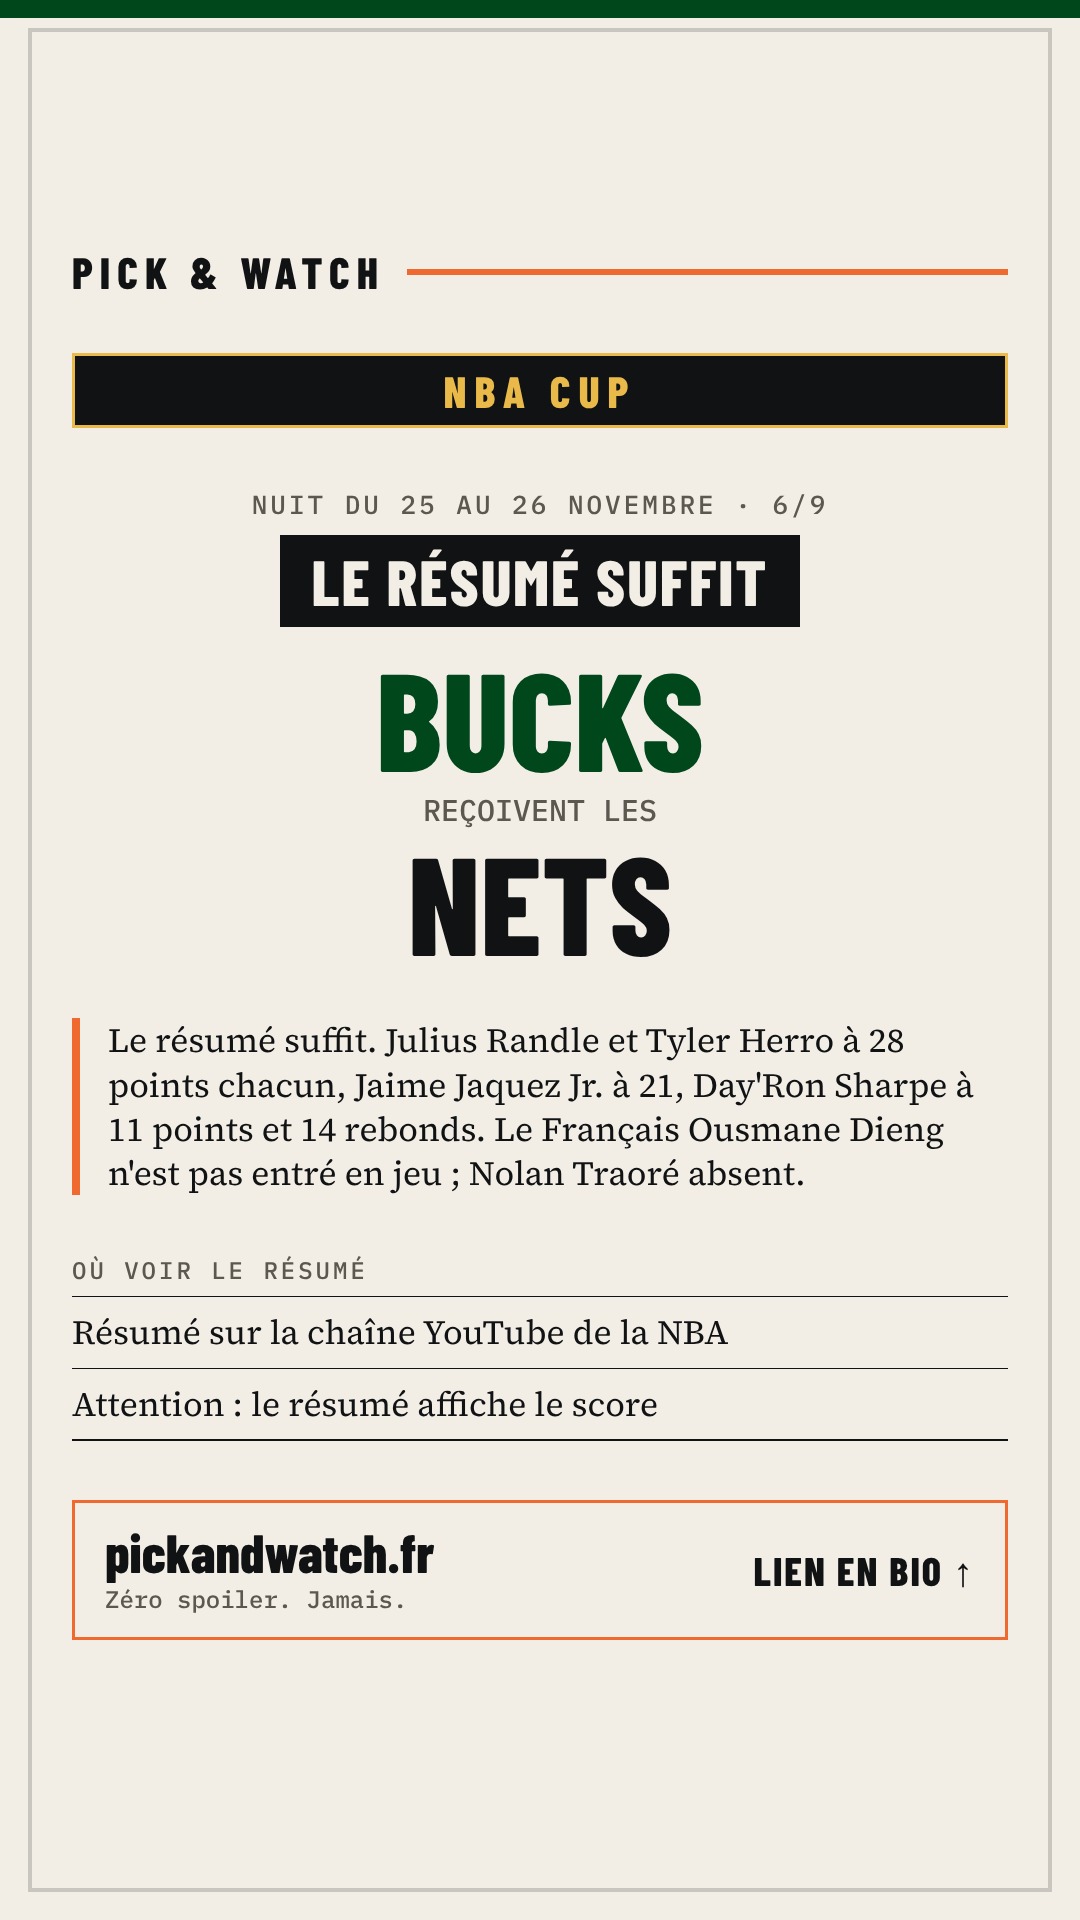 PICK & WATCH
NBA CUP
NUIT DU 25 AU 26 NOVEMBRE · 6/9
LE RÉSUMÉ SUFFIT
BUCKS
REÇOIVENT LES
NETS
Le résumé suffit. Julius Randle et Tyler Herro à 28
points chacun, Jaime Jaquez Jr. à 21, Day'Ron Sharpe à
11 points et 14 rebonds. Le Français Ousmane Dieng
n'est pas entré en jeu ; Nolan Traoré absent.
OÙ VOIR LE RÉSUMÉ
Résumé sur la chaîne YouTube de la NBA
Attention : le résumé affiche le score
pickandwatch.fr
Zéro spoiler. Jamais.
LIEN EN BIO ↑